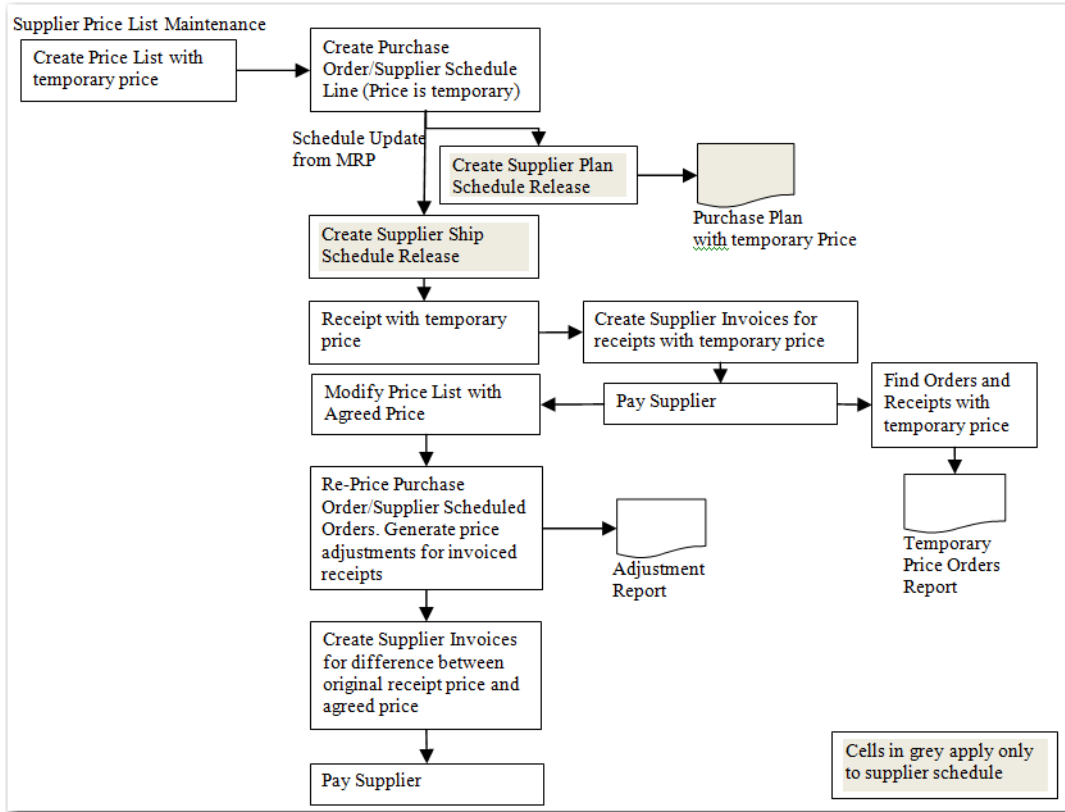 Supplier Price List Maintenance
Create Price List with
temporary price
Create Purchase
Order/Supplier Schedule
Line (Price is temporary)
Schedule Update
from MRP
Create Supplier Plan
Schedule Release
Purchase Plan
with temporary Price
Create Supplier Ship
Schedule Release
Receipt with temporary
price
Create Supplier Invoices for
receipts with temporary price
Modify Price List with
Agreed Price
Pay Supplier
Find Orders and
Receipts with
temporary price
Re-Price Purchase
Order/Supplier Scheduled
Orders. Generate price
adjustments for invoiced
receipts
Adjustment
Report
Temporary
Price Orders
Report
Create Supplier Invoices
for difference between
original receipt price and
agreed price
Pay Supplier
Cells in grey apply only
to supplier schedule